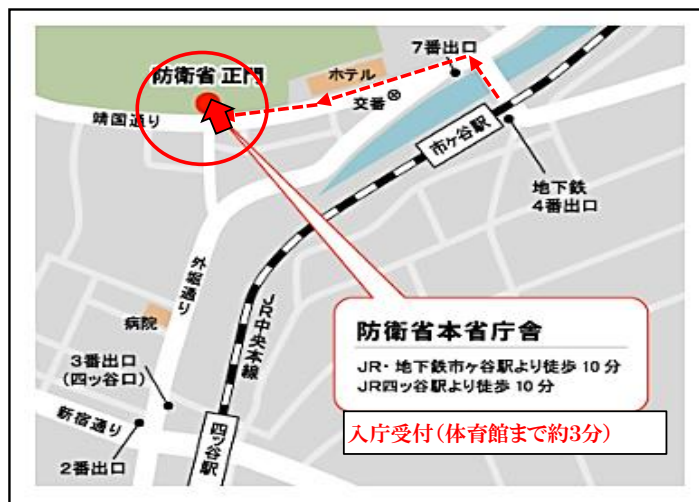 7番出口
防衛省 正門
ホテル
交番
靖国通り
市ヶ谷駅
地下鉄
4番出口
外堀通り
JR中央本線
病院
3番出口
(四ッ谷口)
新宿通り
2番出口
四ッ谷駅
防衛省本省庁舎
JR・地下鉄市ヶ谷駅より徒歩 10 分
JR四ッ谷駅より徒歩 10 分
入庁受付(体育館まで約3分)